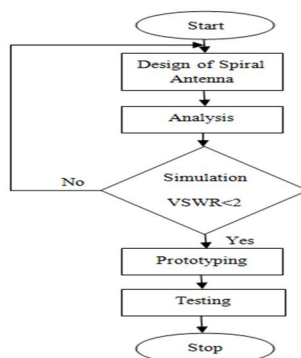 Start
Design of Spiral
Antenna
Analysis
Simulation
VSWR<2
No
Yes
Prototyping
Testing
Stop